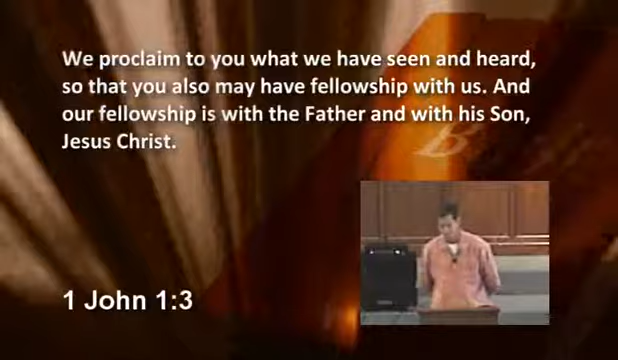 We proclaim to you what we have seen and heard,
so that you also may have fellowship with us. And
our fellowship is with the Father and with his Son,
Jesus Christ.
1 John 1:3